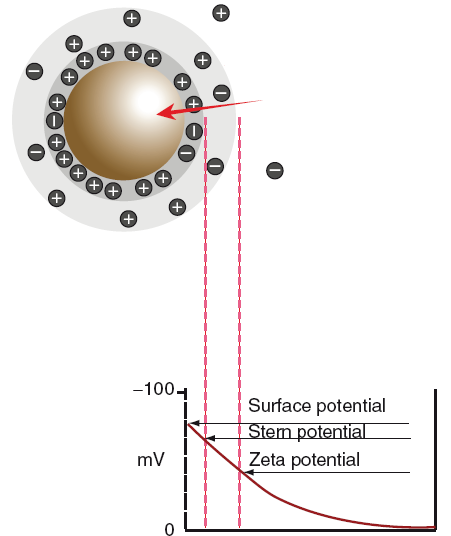 −100
Surface potential
Stern potential
mV
Zeta potential
0